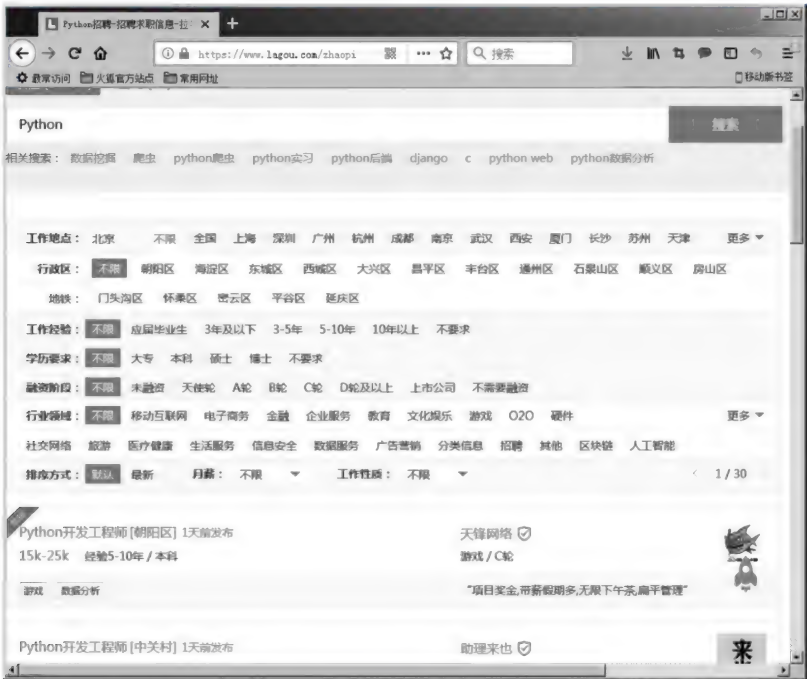 Python招聘-招聘求职信息-拉
https://www.lagou.com/zhaopi
搜索
最常访问 火狐官方站点 常用网址 移动版书签
Python 搜索
相关搜索： 数据挖掘 爬虫 python爬虫 python实习 python后端 django c python web python数据分析
工作地点： 北京 不限 全国 上海 深圳 广州 杭州 成都 南京 武汉 西安 厦门 长沙 苏州 天津 更多
行政区： 不限 朝阳区 海淀区 东城区 西城区 大兴区 昌平区 丰台区 通州区 石景山区 顺义区 房山区
地铁： 门头沟区 怀柔区 密云区 平谷区 延庆区
工作经验： 不限 应届毕业生 3年及以下 3-5年 5-10年 10年以上 不要求
学历要求： 不限 大专 本科 硕士 博士 不要求
融资阶段： 不限 未融资 天使轮 A轮 B轮 C轮 D轮及以上 上市公司 不需要融资
行业领域： 不限 移动互联网 电子商务 金融 企业服务 教育 文化娱乐 游戏 O2O 硬件 更多
社交网络 旅游 医疗健康 生活服务 信息安全 数据服务 广告营销 分类信息 招聘 其他 区块链 人工智能
排序方式： 默认 最新 月薪： 不限 工作性质： 不限 1 / 30
Python开发工程师 [朝阳区] 1天前发布 天锋网络
15k-25k 经验5-10年 / 本科 游戏 / C轮
游戏 数据分析 “项目奖金,带薪假期多,无限下午茶,扁平管理”
Python开发工程师 [中关村] 1天前发布 助理来也 来